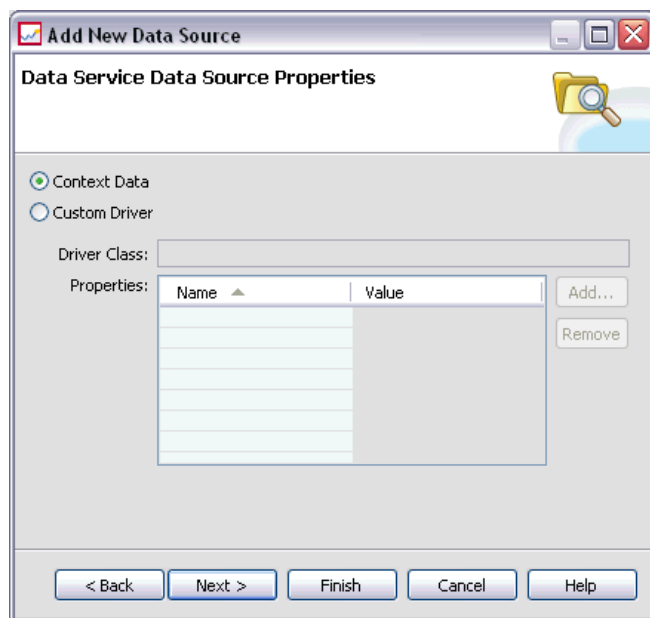 Add New Data Source
Data Service Data Source Properties
Context Data
Custom Driver
Driver Class:
Properties:
Name
Value
Add...
Remove
< Back
Next >
Finish
Cancel
Help